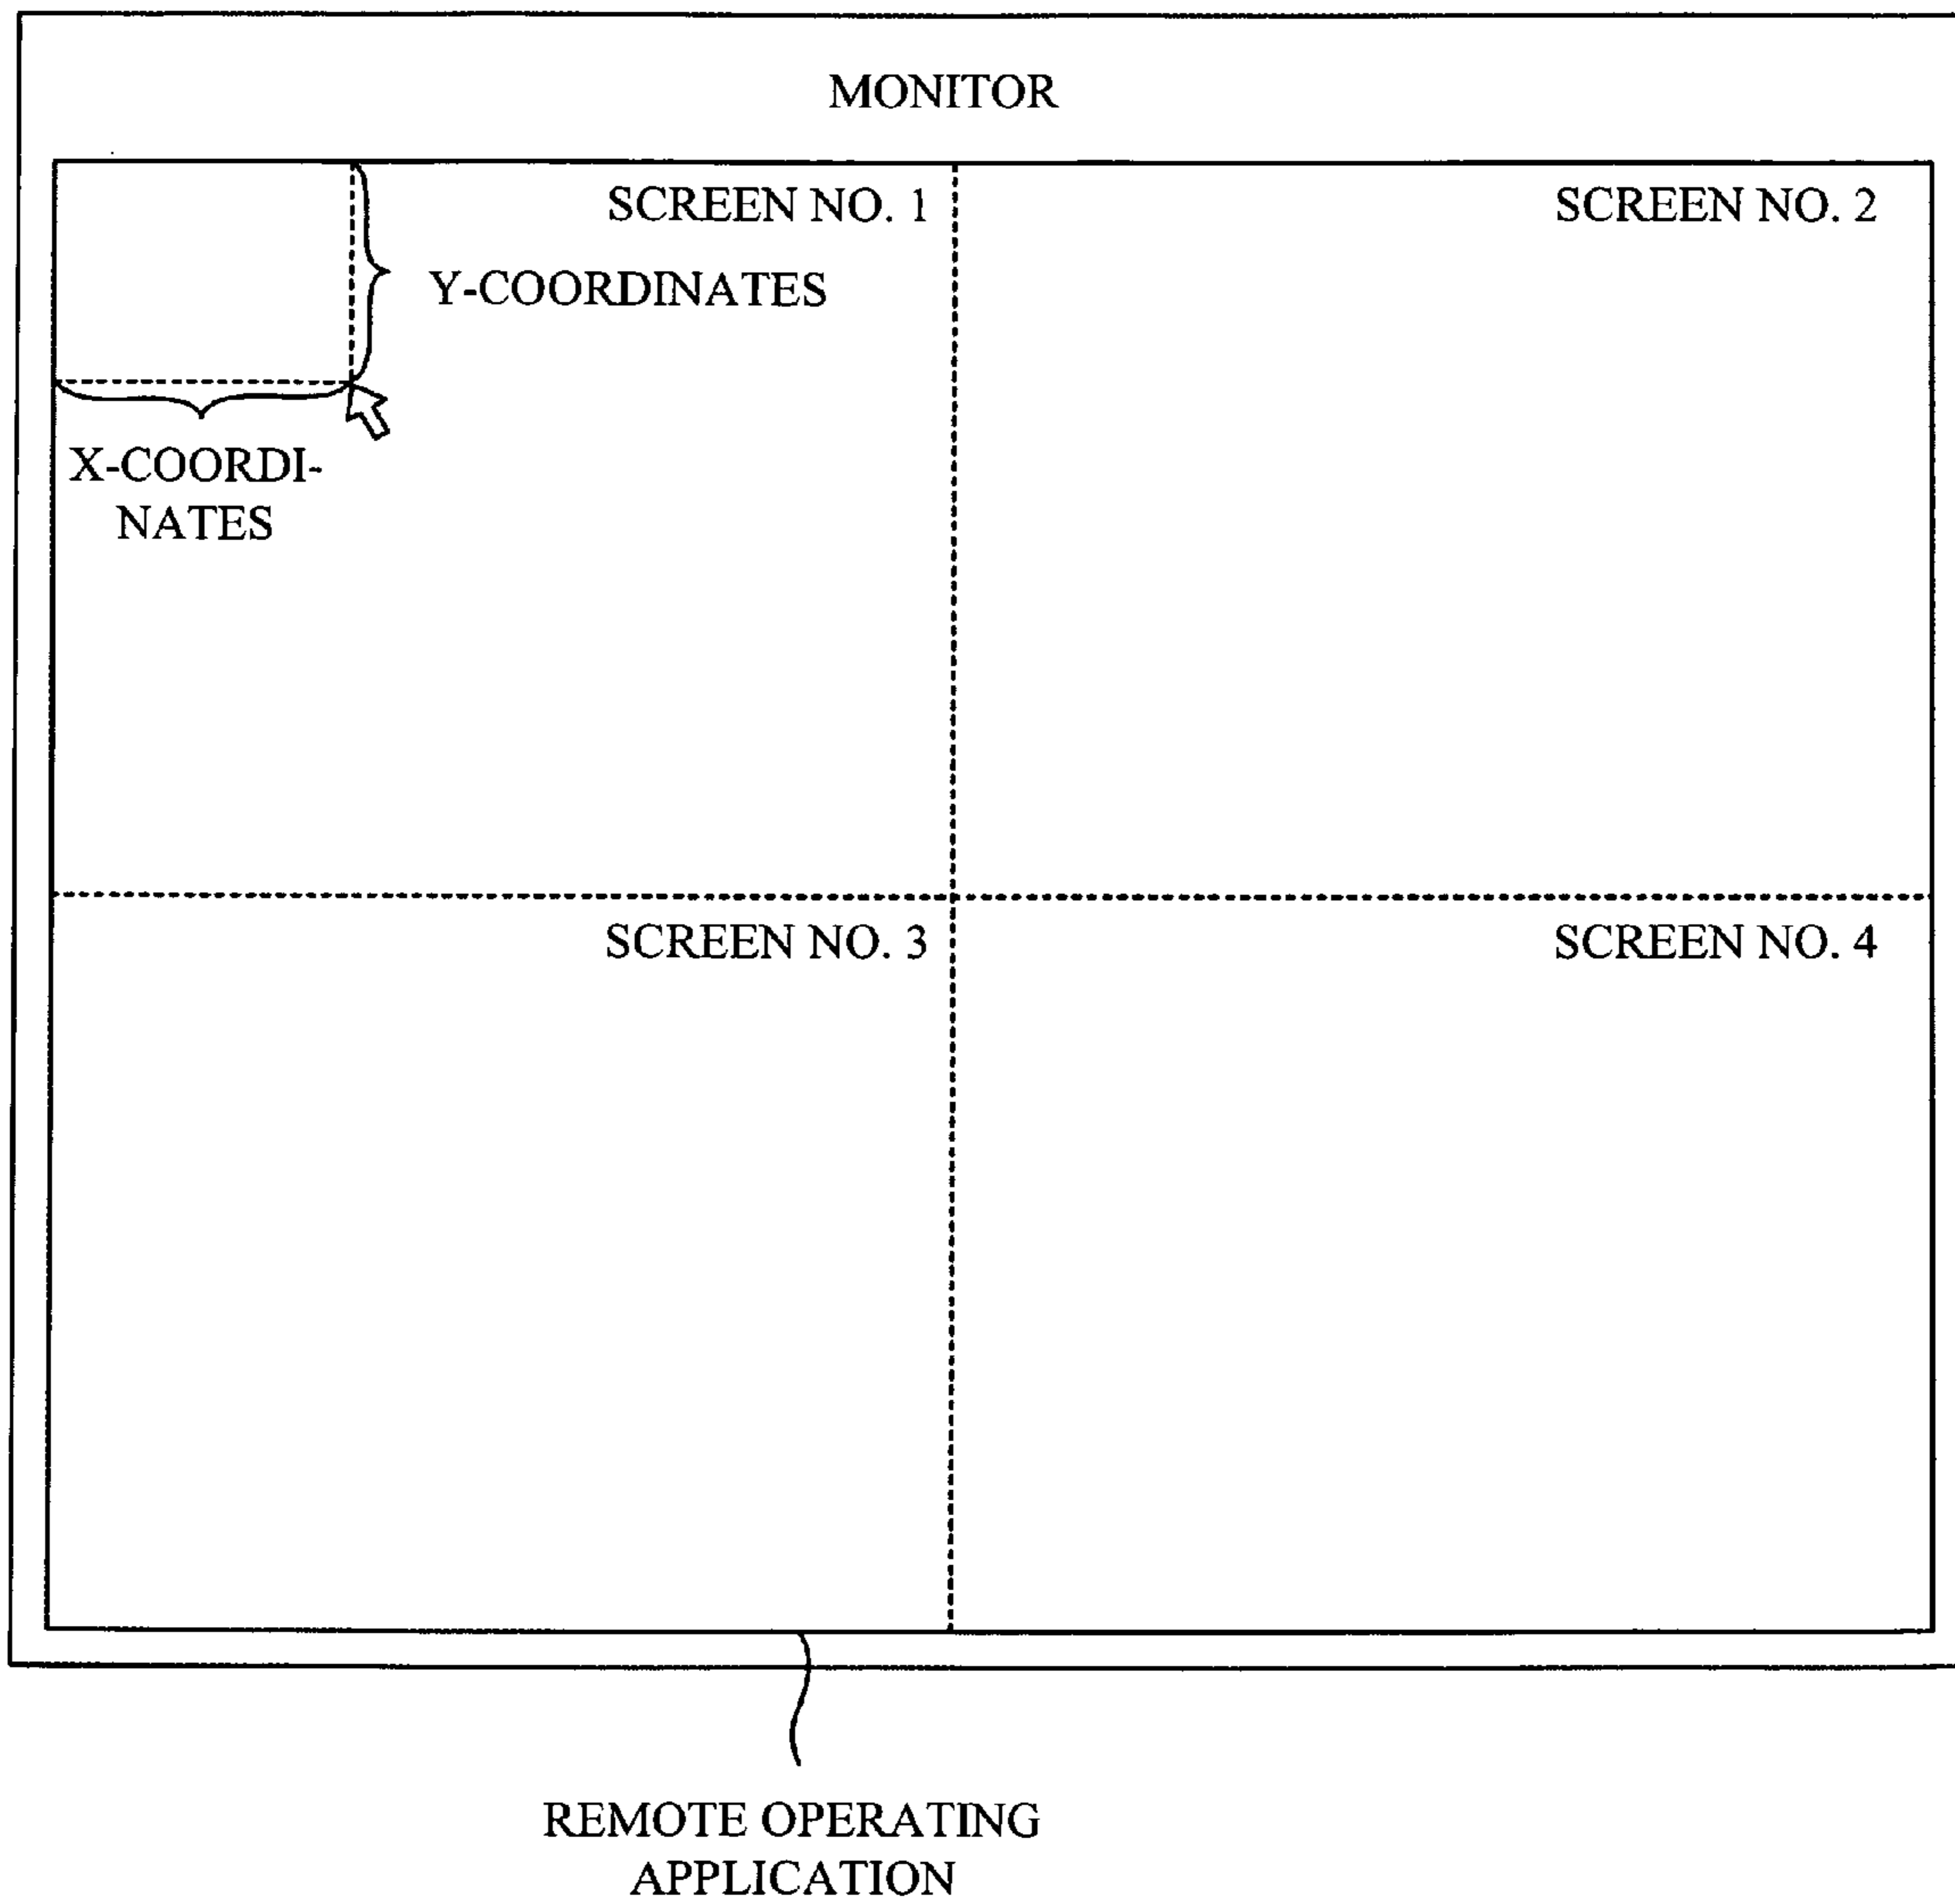 MONITOR
SCREEN NO. 1
SCREEN NO. 2
Y-COORDINATES
X-COORDI-
NATES
SCREEN NO. 3
SCREEN NO. 4
REMOTE OPERATING
APPLICATION